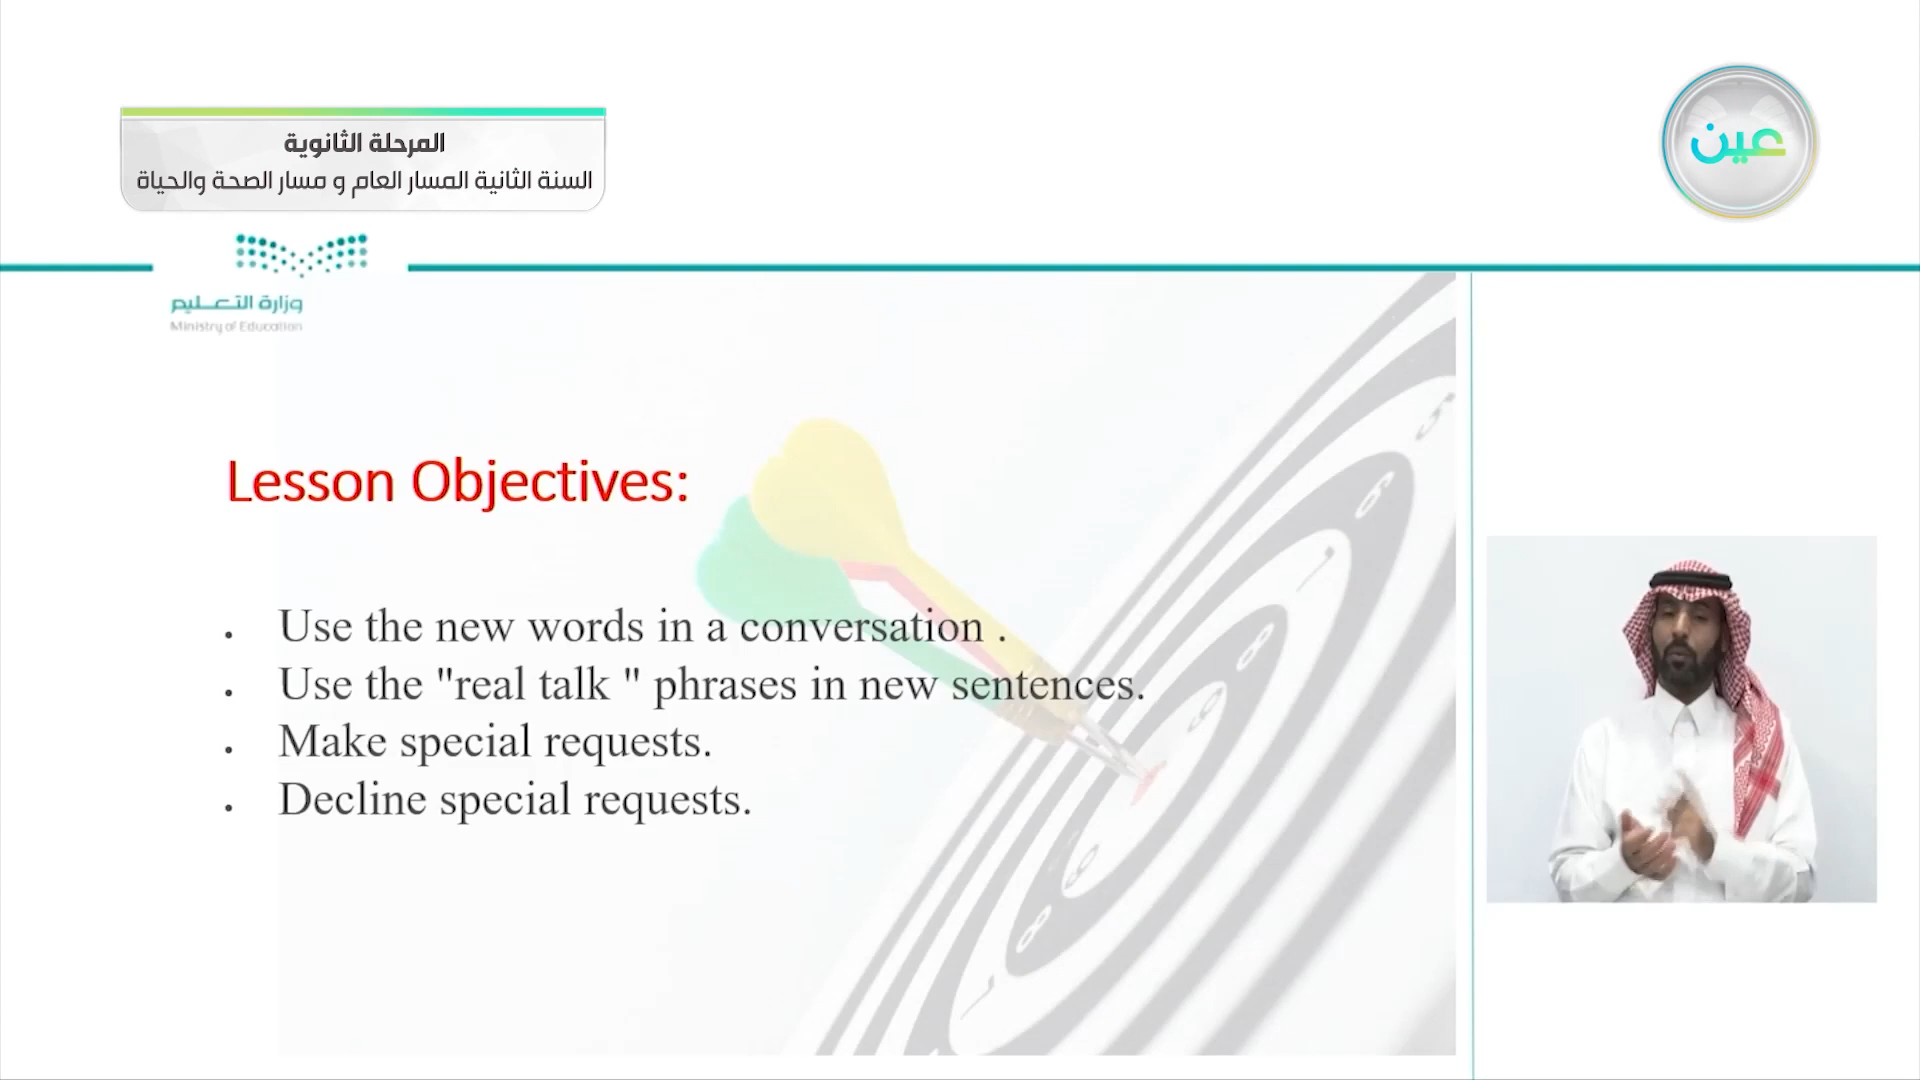 المرحلة الثانوية
السنة الثانية المسار العام و مسار الصحة والحياة
عين
وزارة التعليم
Ministry of Education
Lesson Objectives:
. Use the new words in a conversation .
. Use the "real talk " phrases in new sentences.
. Make special requests.
. Decline special requests.